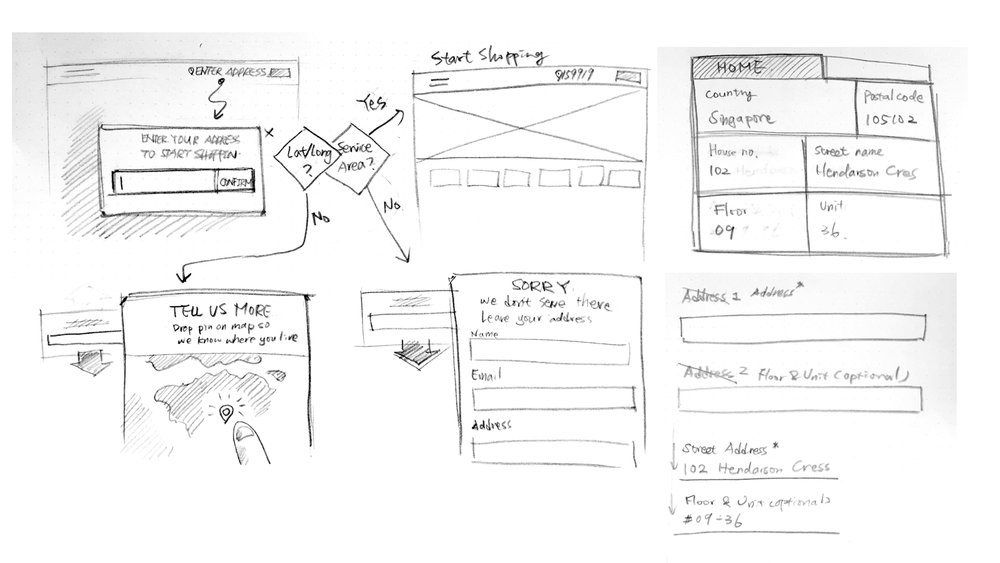 Start Shopping
ENTER ADDRESS
159919
ENTER YOUR ADDRESS
TO START SHOPPIN
CONFIRM
x
Lat/Long
?
Service
Area?
Yes
No
No
TELL US MORE
Drop pin on map so
we know where you live
SORRY
we don't serve there
leave your address
Name
Email
Address
HOME
Country
Singapore
Postal code
105102
House no.
102
Street name
Hendarson Cres
Floor
09
Unit
36.
Address 1 Address*
Address 2 Floor & Unit (optional)
Street Address*
102 Hendarson Cress
Floor & Unit (optional)
#09-36